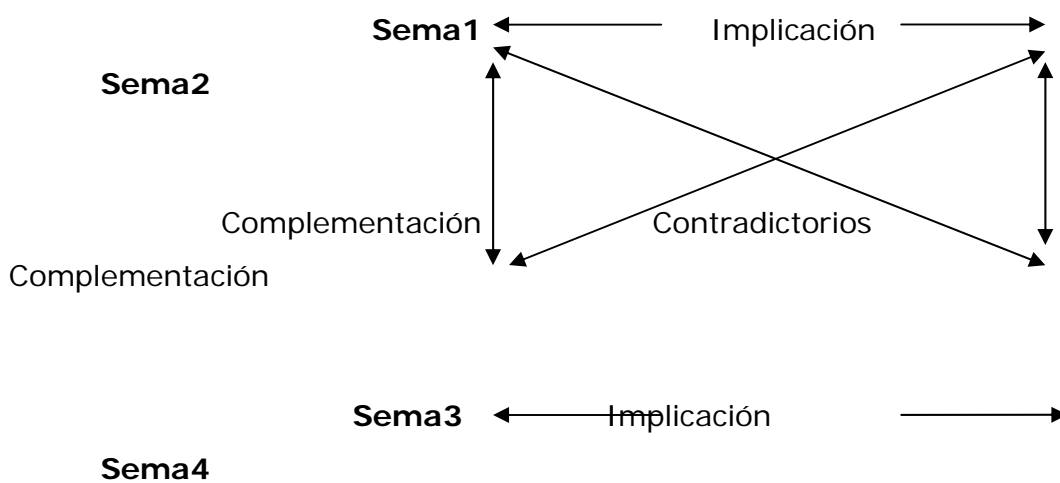 Sema1 Implicación
Sema2
Complementación Contradictorios
Complementación
Sema3 Implicación
Sema4